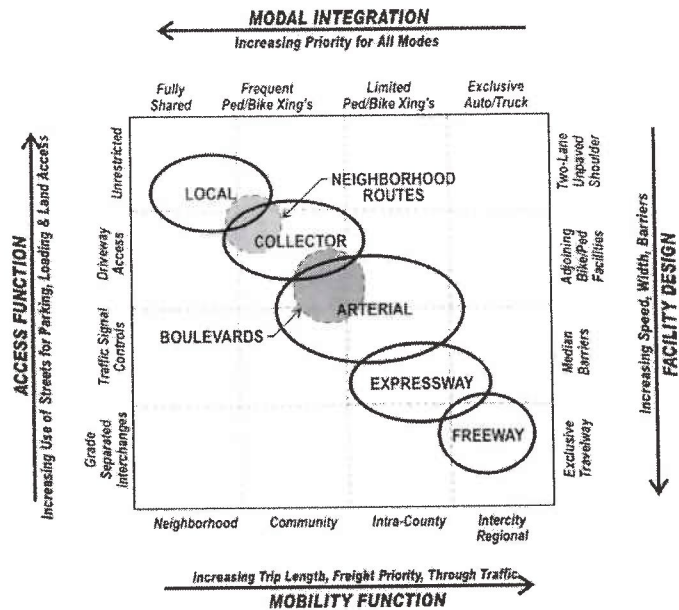 MODAL INTEGRATION
Increasing Priority for All Modes
Fully
Shared
Frequent
Ped/Bike Xing's
Limited
Ped/Bike Xing's
Exclusive
Auto/Truck
ACCESS FUNCTION
Increasing Use of Streets for Parking, Loading & Land Access
Unrestricted
Driveway
Access
Traffic Signal
Controls
Grade
Separated
Interchanges
LOCAL
NEIGHBORHOOD
ROUTES
COLLECTOR
ARTERIAL
BOULEVARDS
EXPRESSWAY
FREEWAY
Two-Lane
Unpaved
Shoulder
Adjoining
Bike/Ped
Facilities
Median
Barriers
Exclusive
Travelway
Increasing Speed, Width, Barriers
FACILITY DESIGN
Neighborhood
Community
Intra-County
Intercity
Regional
Increasing Trip Length, Freight Priority, Through Traffic
MOBILITY FUNCTION